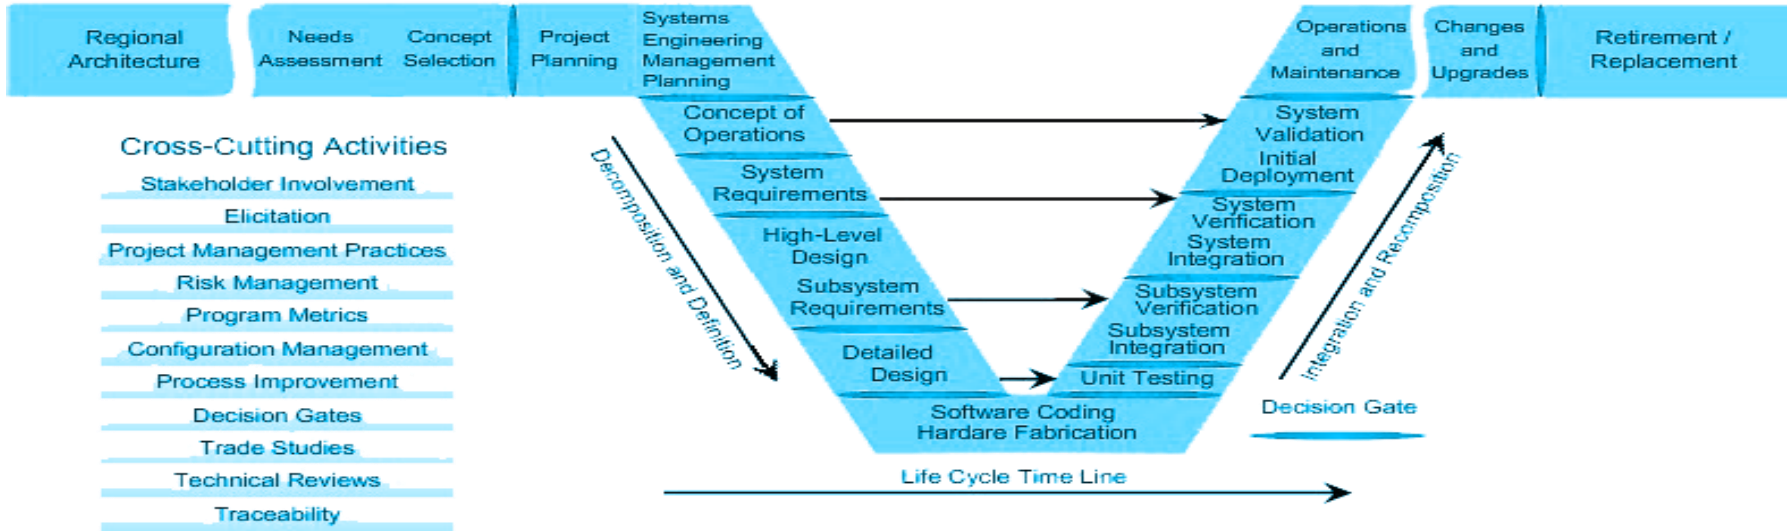 Regional
Architecture
Needs
Assessment
Concept
Selection
Project
Planning
Systems
Engineering
Management
Planning
Operations
and
Maintenance
Changes
and
Upgrades
Retirement /
Replacement
Cross-Cutting Activities
Stakeholder Involvement
Elicitation
Project Management Practices
Risk Management
Program Metrics
Configuration Management
Process Improvement
Decision Gates
Trade Studies
Technical Reviews
Traceability
Decomposition and Definition
Concept of
Operations
System
Requirements
High-Level
Design
Subsystem
Requirements
Detailed
Design
Software Coding
Hardare Fabrication
System
Validation
Initial
Deployment
System
Verification
System
Integration
Subsystem
Verification
Subsystem
Integration
Unit Testing
Integration and Recomposition
Decision Gate
Life Cycle Time Line